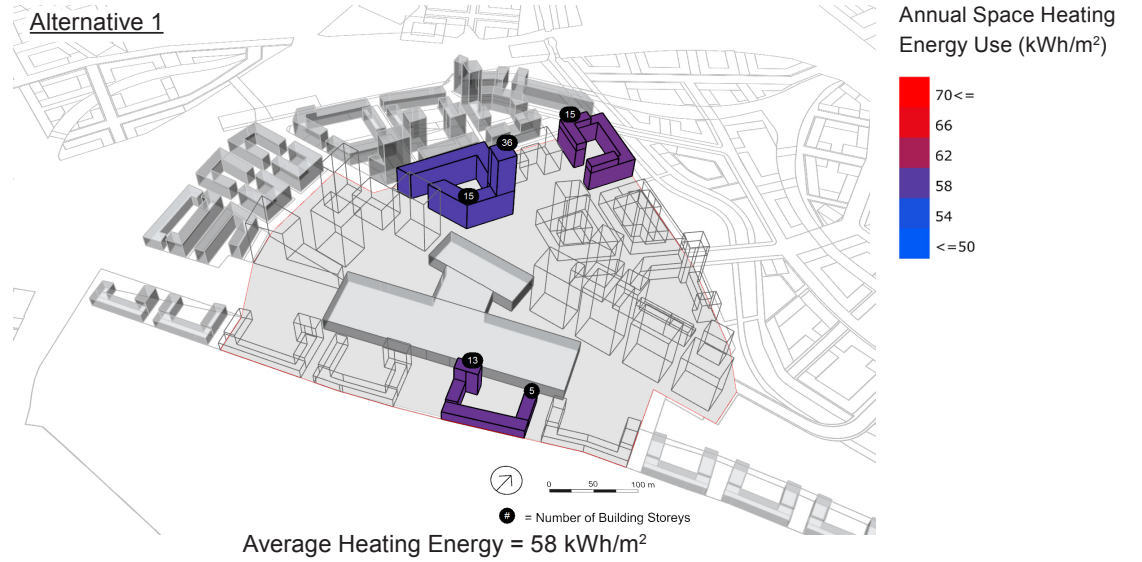 Alternative 1
Annual Space Heating
Energy Use (kWh/m²)
70<=
66
62
58
54
<=50
15
36
15
13
5
0 50 100 m
# = Number of Building Storeys
Average Heating Energy = 58 kWh/m²